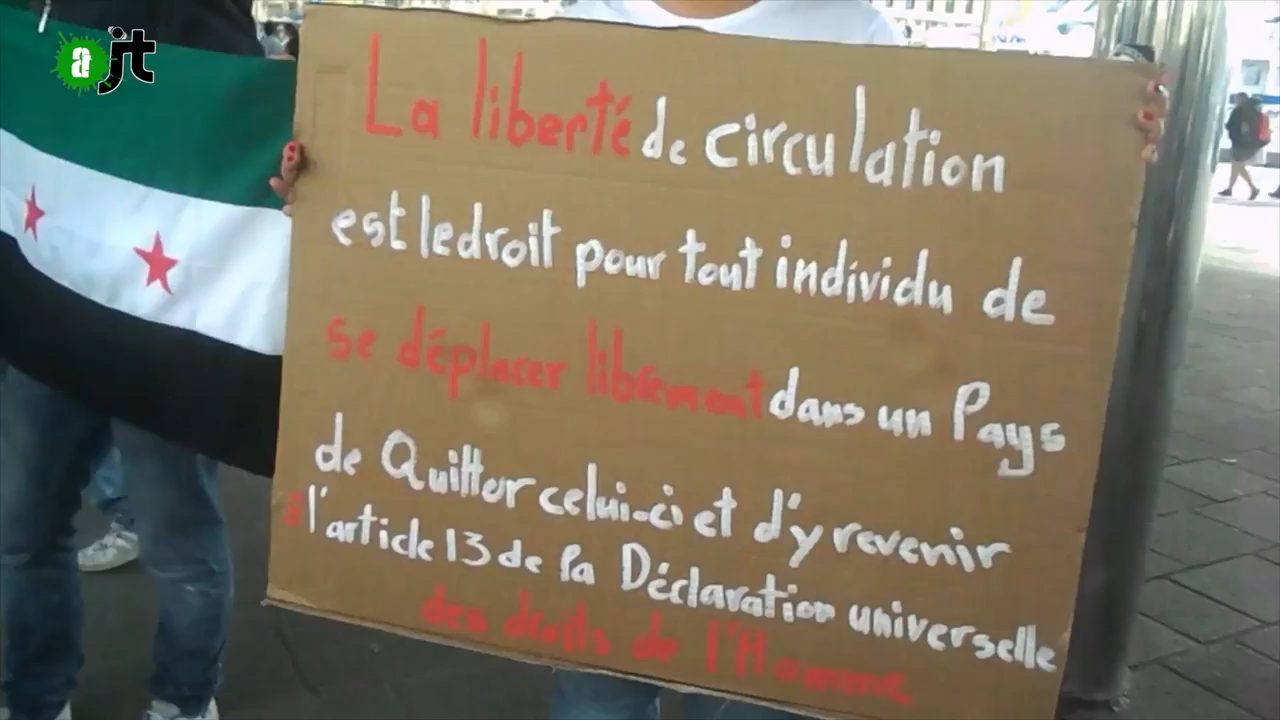 ajt
La liberté de circulation
est le droit pour tout individu de
se déplacer librement dans un Pays
de Quitter celui-ci et d'y revenir
= l'article 13 de la Déclaration universelle
des droits de l'Homme